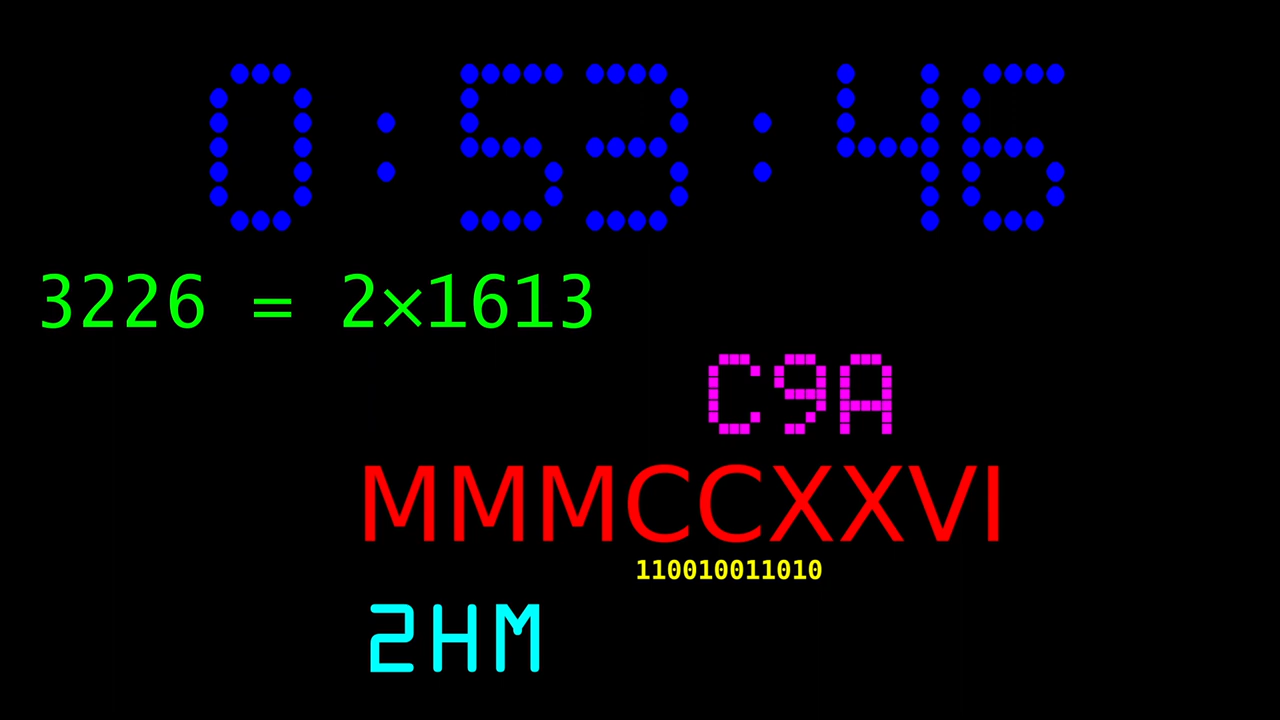 0:53:46
3226 = 2×1613
C9A
MMMCCXXVI
110010011010
2HM